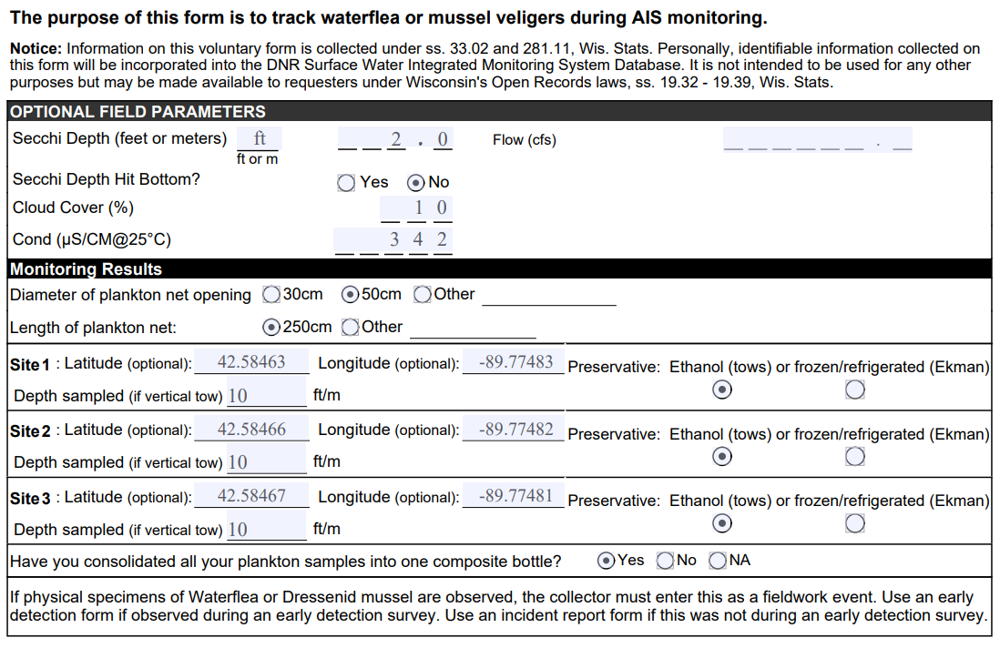 The purpose of this form is to track waterflea or mussel veligers during AIS monitoring.
Notice: Information on this voluntary form is collected under ss. 33.02 and 281.11, Wis. Stats. Personally, identifiable information collected on
this form will be incorporated into the DNR Surface Water Integrated Monitoring System Database. It is not intended to be used for any other
purposes but may be made available to requesters under Wisconsin's Open Records laws, ss. 19.32 - 19.39, Wis. Stats.
OPTIONAL FIELD PARAMETERS
Secchi Depth (feet or meters) ft 2 . 0 Flow (cfs) .
ft or m
Secchi Depth Hit Bottom? Yes No
Cloud Cover (%) 1 0
Cond (µS/CM@25°C) 3 4 2
Monitoring Results
Diameter of plankton net opening 30cm 50cm Other
Length of plankton net: 250cm Other
Site 1 : Latitude (optional): 42.58463 Longitude (optional): -89.77483 Preservative: Ethanol (tows) or frozen/refrigerated (Ekman)
Depth sampled (if vertical tow) 10 ft/m
Site 2 : Latitude (optional): 42.58466 Longitude (optional): -89.77482 Preservative: Ethanol (tows) or frozen/refrigerated (Ekman)
Depth sampled (if vertical tow) 10 ft/m
Site 3 : Latitude (optional): 42.58467 Longitude (optional): -89.77481 Preservative: Ethanol (tows) or frozen/refrigerated (Ekman)
Depth sampled (if vertical tow) 10 ft/m
Have you consolidated all your plankton samples into one composite bottle? Yes No NA
If physical specimens of Waterflea or Dressenid mussel are observed, the collector must enter this as a fieldwork event. Use an early
detection form if observed during an early detection survey. Use an incident report form if this was not during an early detection survey.